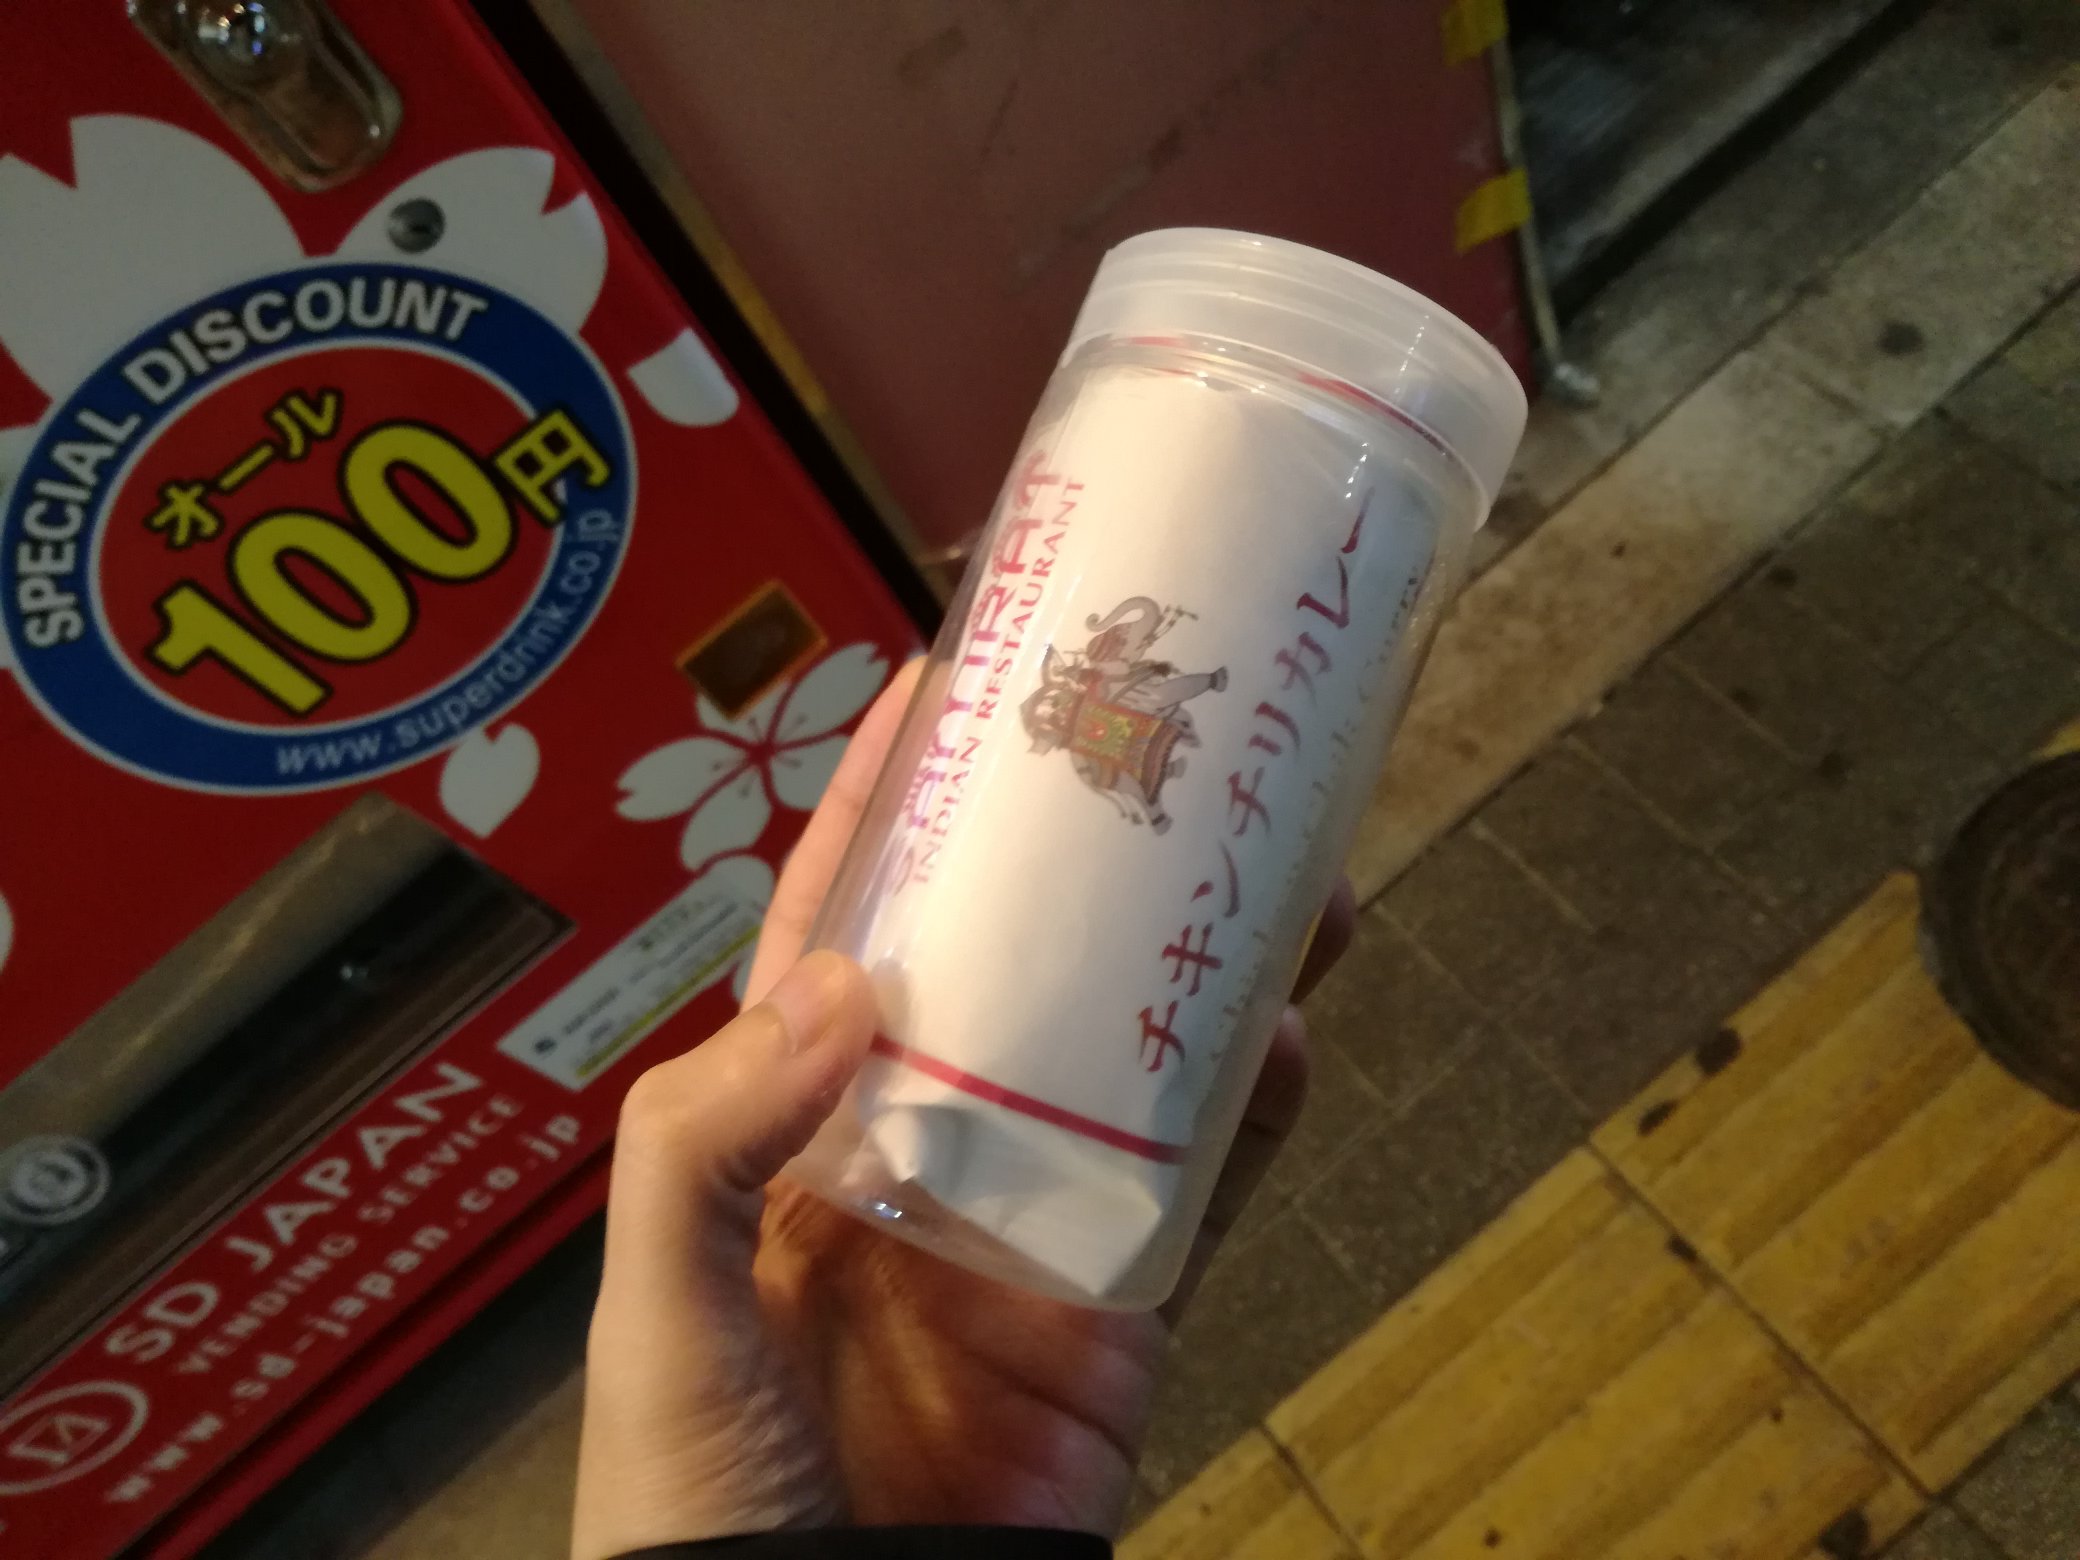 SPECIAL DISCOUNT
オール
100円
www.superdrink.co.jp
SD JAPAN
VENDING SERVICE
www.sd-japan.co.jp
INDIAN RESTAURANT
チキンチリカレー